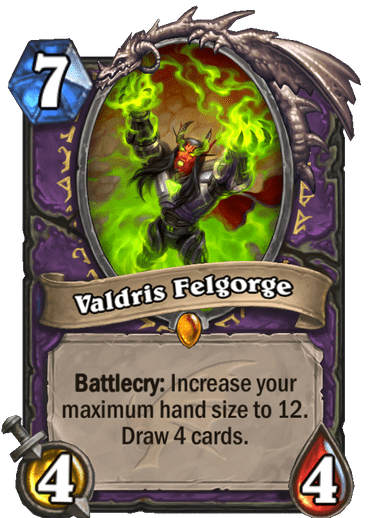 7
Valdris Felgorge
Battlecry: Increase your
maximum hand size to 12.
Draw 4 cards.
4
4